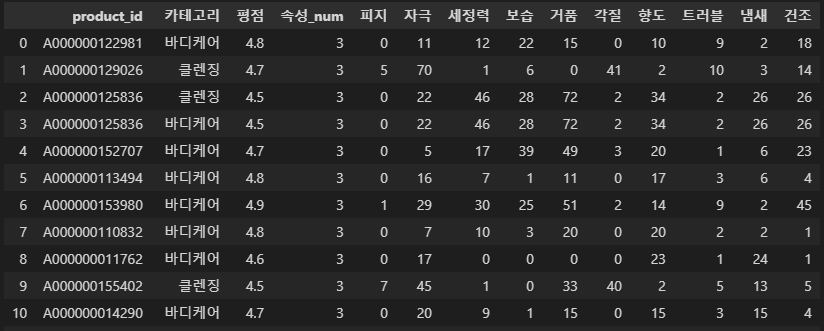 product_id 카테고리 평점 속성_num 피지 자극 세정력 보습 거품 각질 향도 트러블 냄새 건조
0 A000000122981 바디케어 4.8 3 0 11 12 22 15 0 10 9 2 18
1 A000000129026 클렌징 4.7 3 5 70 1 6 0 41 2 10 3 14
2 A000000125836 클렌징 4.5 3 0 22 46 28 72 2 34 2 26 26
3 A000000125836 바디케어 4.5 3 0 22 46 28 72 2 34 2 26 26
4 A000000152707 바디케어 4.7 3 0 5 17 39 49 3 20 1 6 23
5 A000000113494 바디케어 4.8 3 0 16 7 1 11 0 17 3 6 4
6 A000000153980 바디케어 4.9 3 1 29 30 25 51 2 14 9 2 45
7 A000000110832 바디케어 4.8 3 0 7 10 3 20 0 20 2 2 1
8 A000000011762 바디케어 4.6 3 0 17 0 0 0 0 23 1 24 1
9 A000000155402 클렌징 4.5 3 7 45 1 0 33 40 2 5 13 5
10 A000000014290 바디케어 4.7 3 0 20 9 1 15 0 15 3 15 4